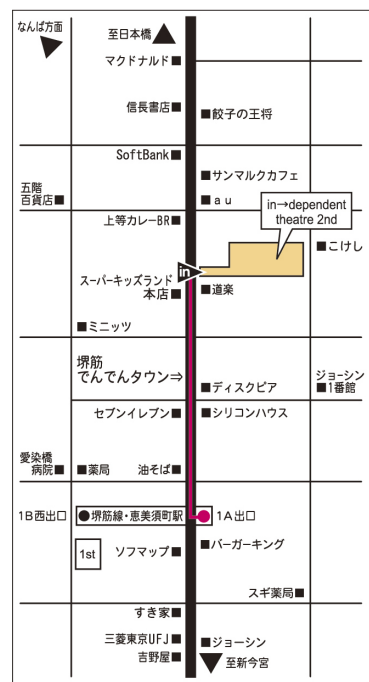 なんば方面
至日本橋
マクドナルド
信長書店
餃子の王将
SoftBank
サンマルクカフェ
五階
百貨店
au
in→dependent
theatre 2nd
上等カレーBR
こけし
in
スーパーキッズランド
本店
道楽
ミニッツ
堺筋
でんでんタウン⇒
ディスクピア
ジョーシン
1番館
セブンイレブン
シリコンハウス
愛染橋
病院
薬局
油そば
1B西出口
堺筋線・恵美須町駅
1A出口
1st
ソフマップ
バーガーキング
スギ薬局
すき家
三菱東京UFJ
ジョーシン
吉野屋
至新今宮